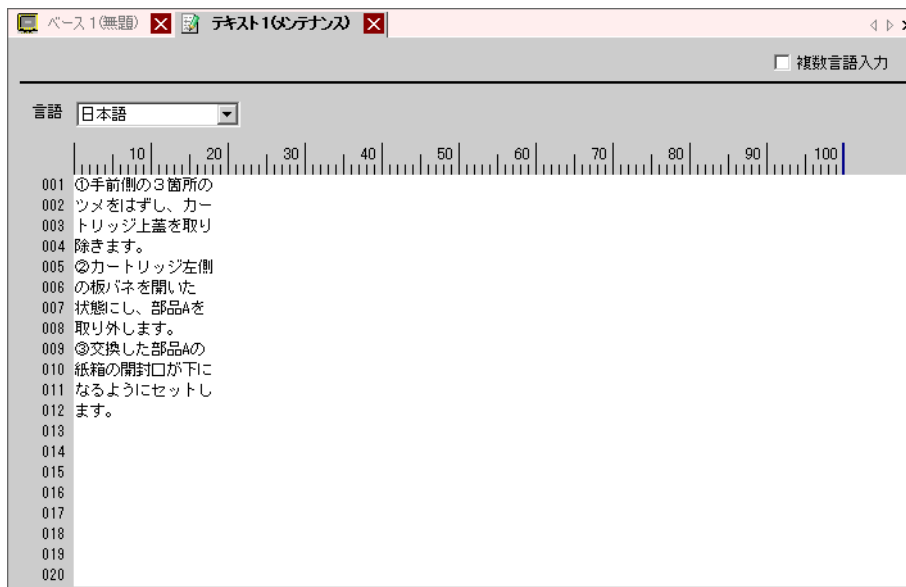 ベース1(無題) テキスト1(メンテナンス)
複数言語入力
言語 日本語
10 20 30 40 50 60 70 80 90 100
001 ①手前側の3箇所の
002 ツメをはずし、カー
003 トリッジ上蓋を取り
004 除きます。
005 ②カートリッジ左側
006 の板バネを開いた
007 状態にし、部品Aを
008 取り外します。
009 ③交換した部品Aの
010 紙箱の開封口が下に
011 なるようにセットし
012 ます。
013
014
015
016
017
018
019
020